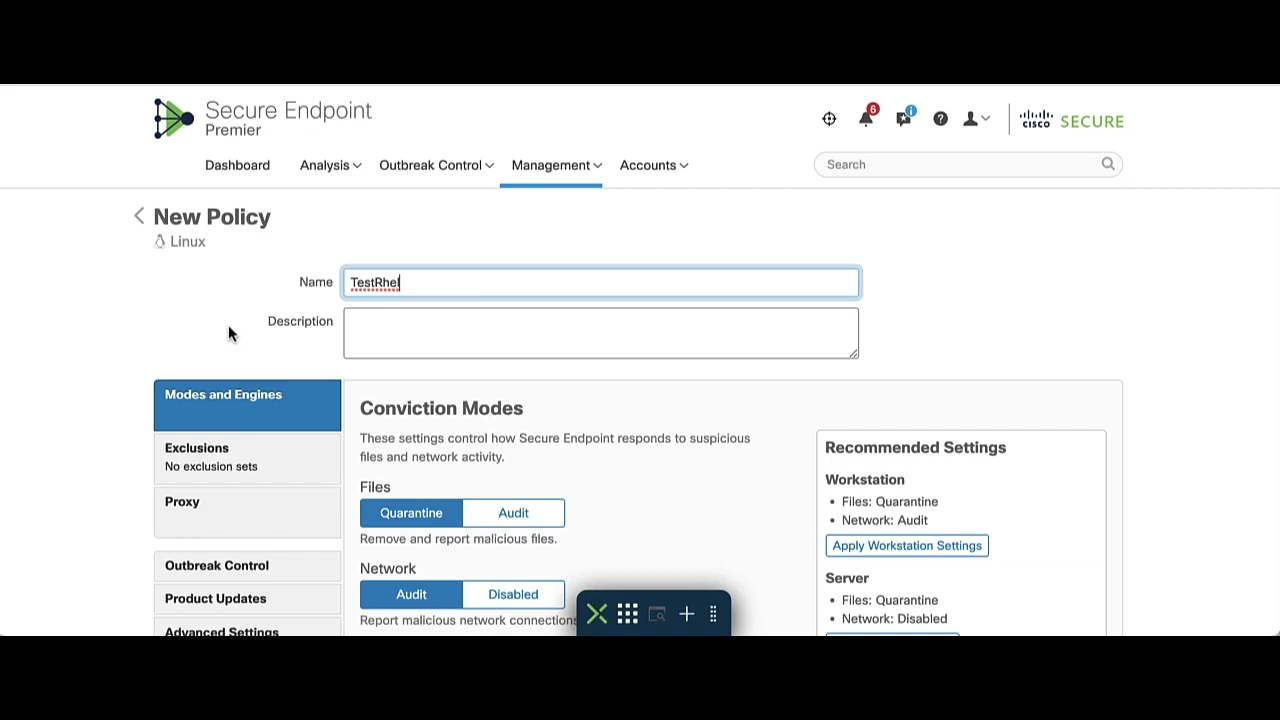 Secure Endpoint
Premier
6
i
?
CISCO SECURE
Dashboard Analysis Outbreak Control Management Accounts
Search
New Policy
Linux
Name TestRhel
Description
Modes and Engines
Exclusions
No exclusion sets
Proxy
Outbreak Control
Product Updates
Advanced Settings
Conviction Modes
These settings control how Secure Endpoint responds to suspicious
files and network activity.
Files
Quarantine Audit
Remove and report malicious files.
Network
Audit Disabled
Report malicious network connections
Recommended Settings
Workstation
• Files: Quarantine
• Network: Audit
Apply Workstation Settings
Server
• Files: Quarantine
• Network: Disabled